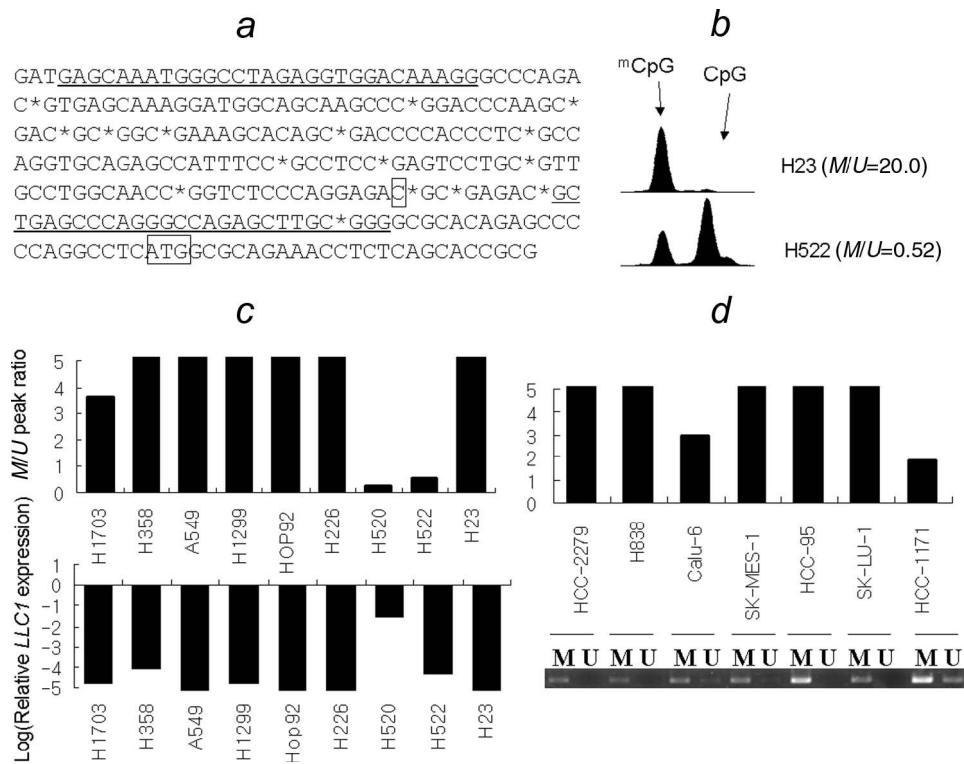 a
GATGAGCAAATGGGCCTAGAGGTGGACAAAGGGCCCAGA
C*GTGAGCAAAGGATGGCAGCAAGCCC*GGACCCAAGC*
GAC*GC*GGC*GAAAGCACAGC*GACCCCACCCTC*GCC
AGGTGCAGAGCCATTTCC*GCCTCC*GAGTCCTGC*GTT
GCCTGGCAACC*GGTCTCCCAGGAGAC*GC*GAGAC*GC
TGAGCCCAGGGCCAGAGCTTGC*GGGGCGCACAGAGCCC
CCAGGCCTCATGGCGCAGAAACCTCTCAGCACCGCG
b
mCpG CpG
H23 (M/U=20.0)
H522 (M/U=0.52)
c
M/U peak ratio
5
4
3
2
1
0
H1703 H358 A549 H1299 HOP92 H226 H520 H522 H23
Log(Relative LLC1 expression)
1
0
-1
-2
-3
-4
-5
H1703 H358 A549 H1299 Hop92 H226 H520 H522 H23
d
5
4
3
2
1
0
HCC-2279 H838 Calu-6 SK-MES-1 HCC-95 SK-LU-1 HCC-1171
M U M U M U M U M U M U M U